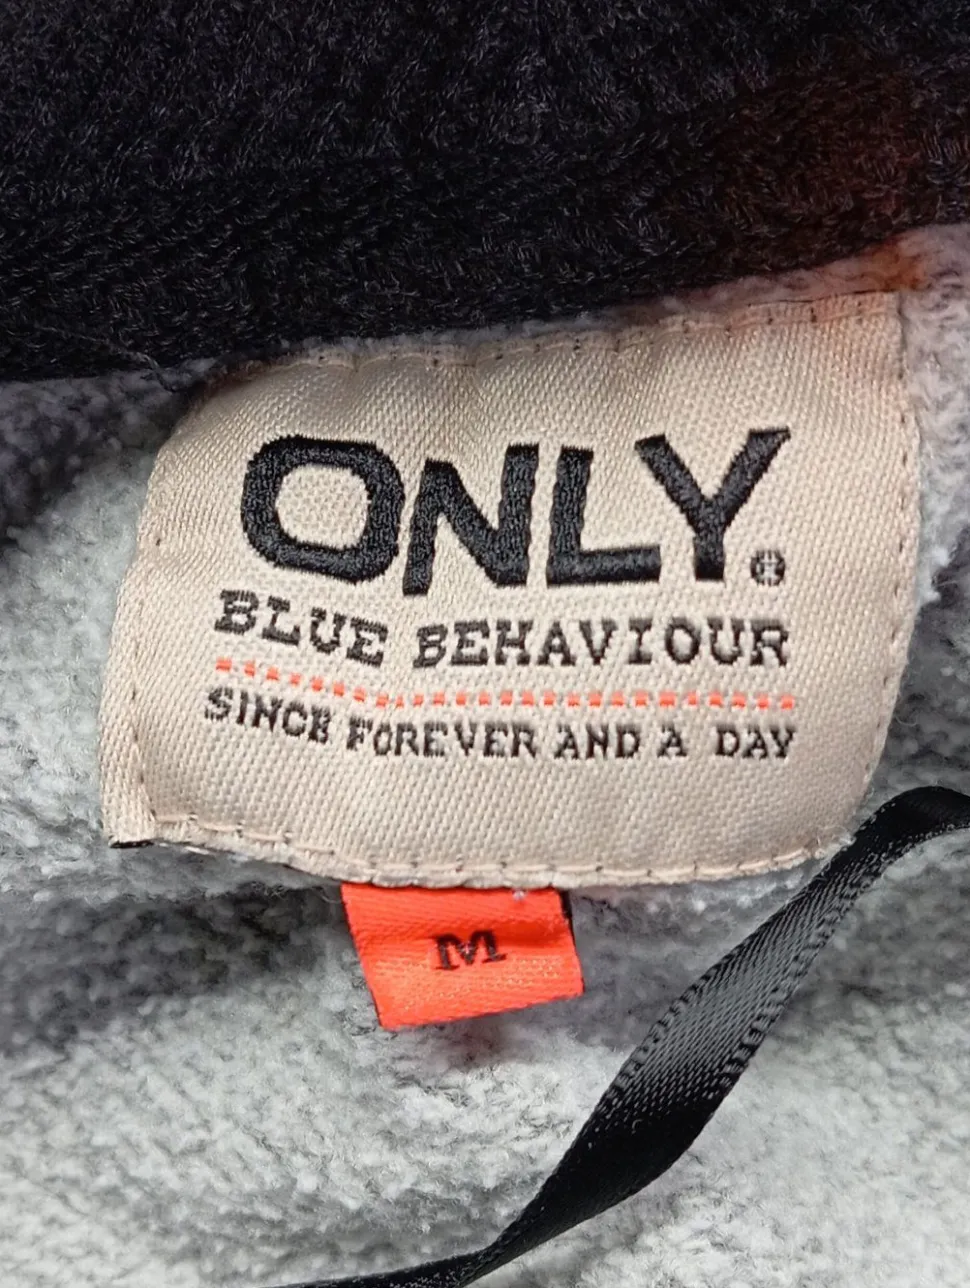 ONLY®
BLUE BEHAVIOUR
SINCE FOREVER AND A DAY
M